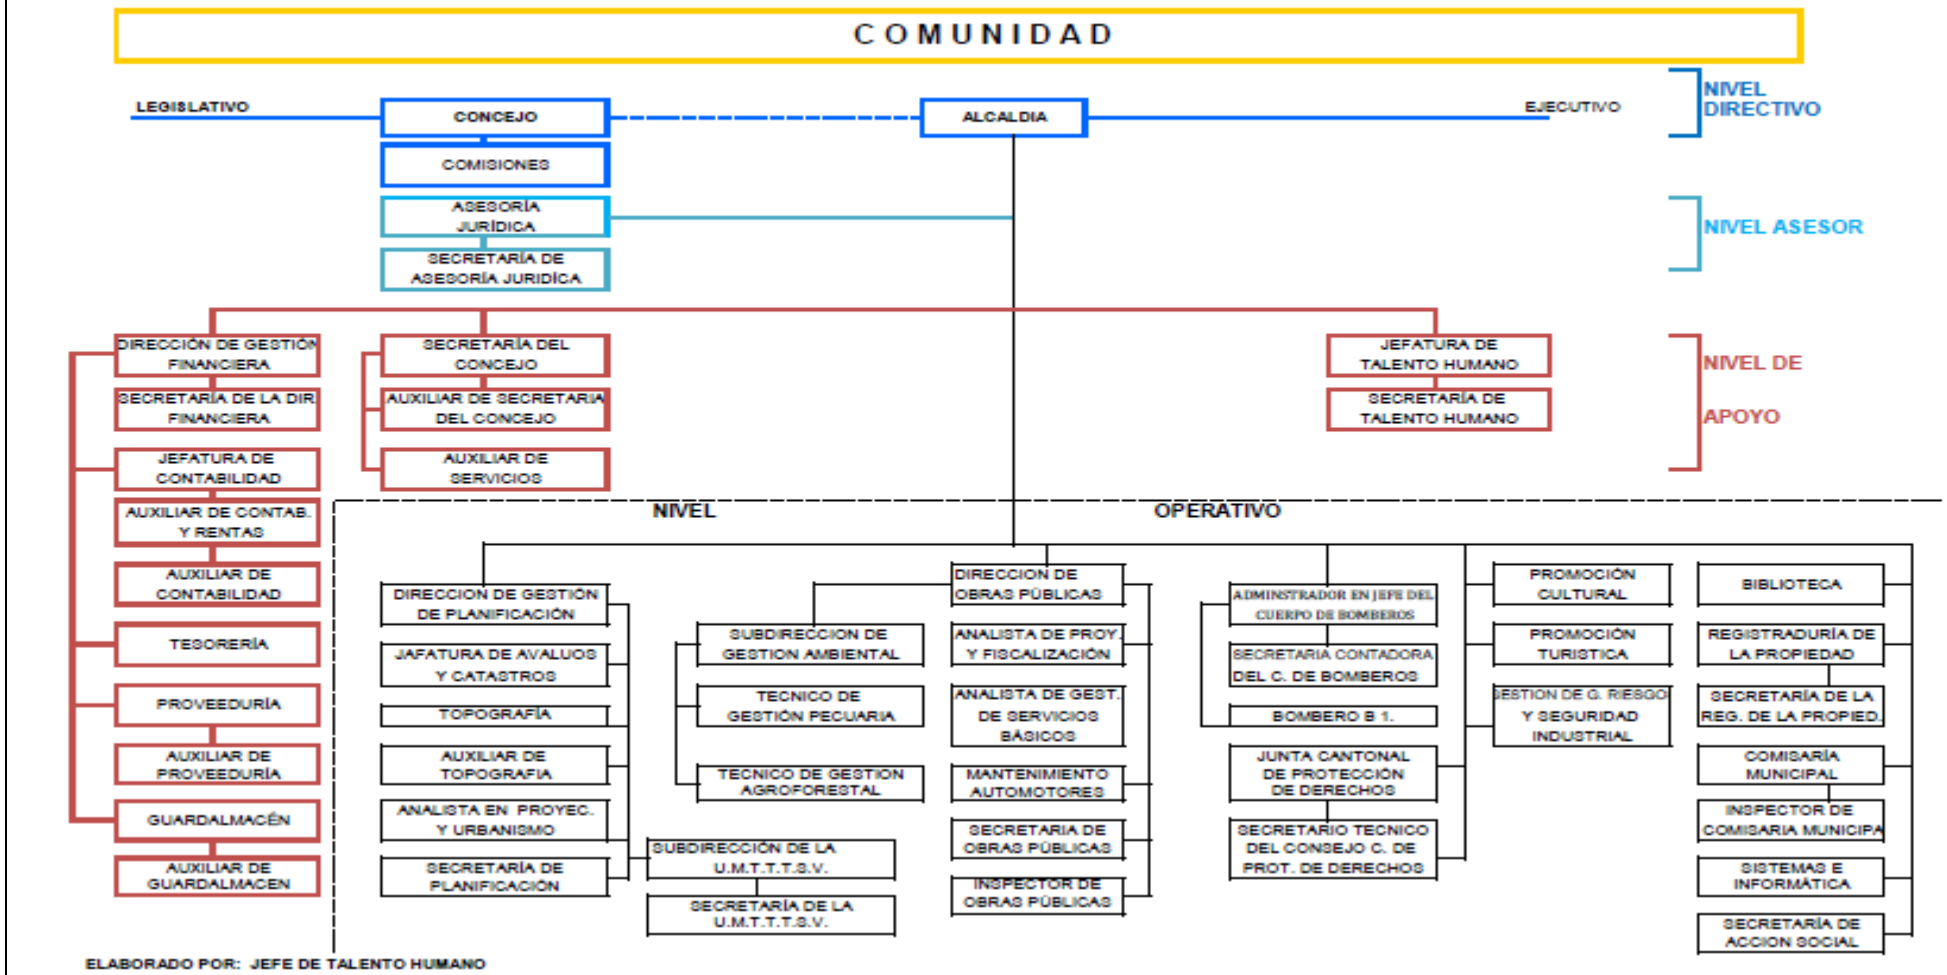 COMUNIDAD
LEGISLATIVO
CONCEJO
ALCALDIA
EJECUTIVO
NIVEL
DIRECTIVO
COMISIONES
ASESORÍA
JURÍDICA
NIVEL ASESOR
SECRETARÍA DE
ASESORÍA JURIDÍCA
DIRECCIÓN DE GESTIÓN
FINANCIERA
SECRETARÍA DEL
CONCEJO
JEFATURA DE
TALENTO HUMANO
NIVEL DE
APOYO
SECRETARÍA DE LA DIR.
FINANCIERA
AUXILIAR DE SECRETARIA
DEL CONCEJO
SECRETARÍA DE
TALENTO HUMANO
JEFATURA DE
CONTABILIDAD
AUXILIAR DE
SERVICIOS
AUXILIAR DE CONTAB.
Y RENTAS
AUXILIAR DE
CONTABILIDAD
TESORERÍA
PROVEEDURÍA
AUXILIAR DE
PROVEEDURÍA
GUARDALMACÉN
AUXILIAR DE
GUARDALMACEN
NIVEL OPERATIVO
DIRECCION DE GESTIÓN
DE PLANIFICACIÓN
JAFATURA DE AVALUOS
Y CATASTROS
TOPOGRAFÍA
AUXILIAR DE
TOPOGRAFIA
ANALISTA EN PROYEC.
Y URBANISMO
SECRETARÍA DE
PLANIFICACIÓN
SUBDIRECCIÓN DE LA
U.M.T.T.T.S.V.
SECRETARÍA DE LA
U.M.T.T.T.S.V.
SUBDIRECCION DE
GESTION AMBIENTAL
TECNICO DE
GESTIÓN PECUARIA
TECNICO DE GESTION
AGROFORESTAL
DIRECCION DE
OBRAS PÚBLICAS
ANALISTA DE PROY.
Y FISCALIZACIÓN
ANALISTA DE GEST.
DE SERVICIOS
BÁSICOS
MANTENIMIENTO
AUTOMOTORES
SECRETARIA DE
OBRAS PÚBLICAS
INSPECTOR DE
OBRAS PÚBLICAS
ADMINSTRADOR EN JEFE DEL
CUERPO DE BOMBEROS
SECRETARIA CONTADORA
DEL C. DE BOMBEROS
BOMBERO B 1.
JUNTA CANTONAL
DE PROTECCIÓN
DE DERECHOS
SECRETARIO TECNICO
DEL CONSEJO C. DE
PROT. DE DERECHOS
PROMOCIÓN
CULTURAL
PROMOCIÓN
TURISTICA
GESTION DE G. RIESGO
Y SEGURIDAD
INDUSTRIAL
BIBLIOTECA
REGISTRADURÍA DE
LA PROPIEDAD
SECRETARÍA DE LA
REG. DE LA PROPIED.
COMISARÍA
MUNICIPAL
INSPECTOR DE
COMISARIA MUNICIPA
SISTEMAS E
INFORMÁTICA
SECRETARÍA DE
ACCION SOCIAL
ELABORADO POR: JEFE DE TALENTO HUMANO